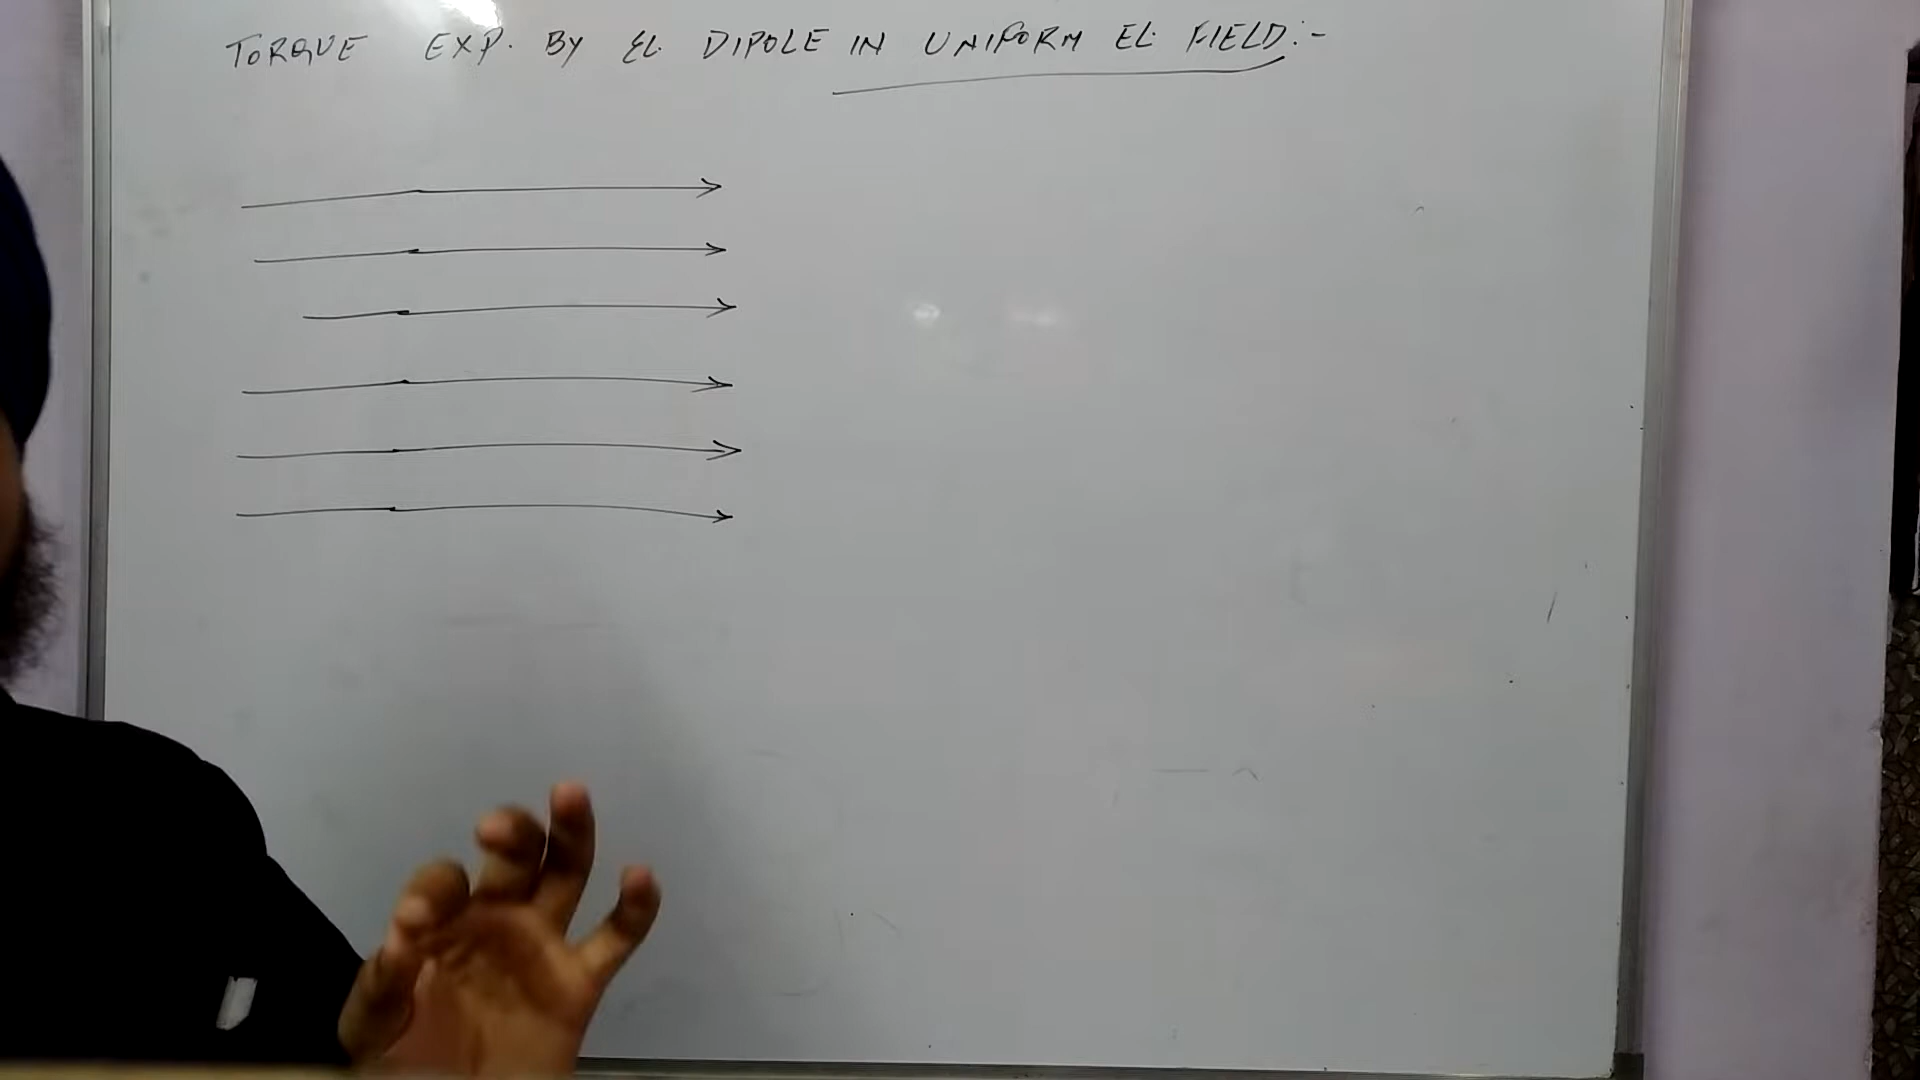 TORQUE EXP. BY EL. DIPOLE IN UNIFORM EL. FIELD:-